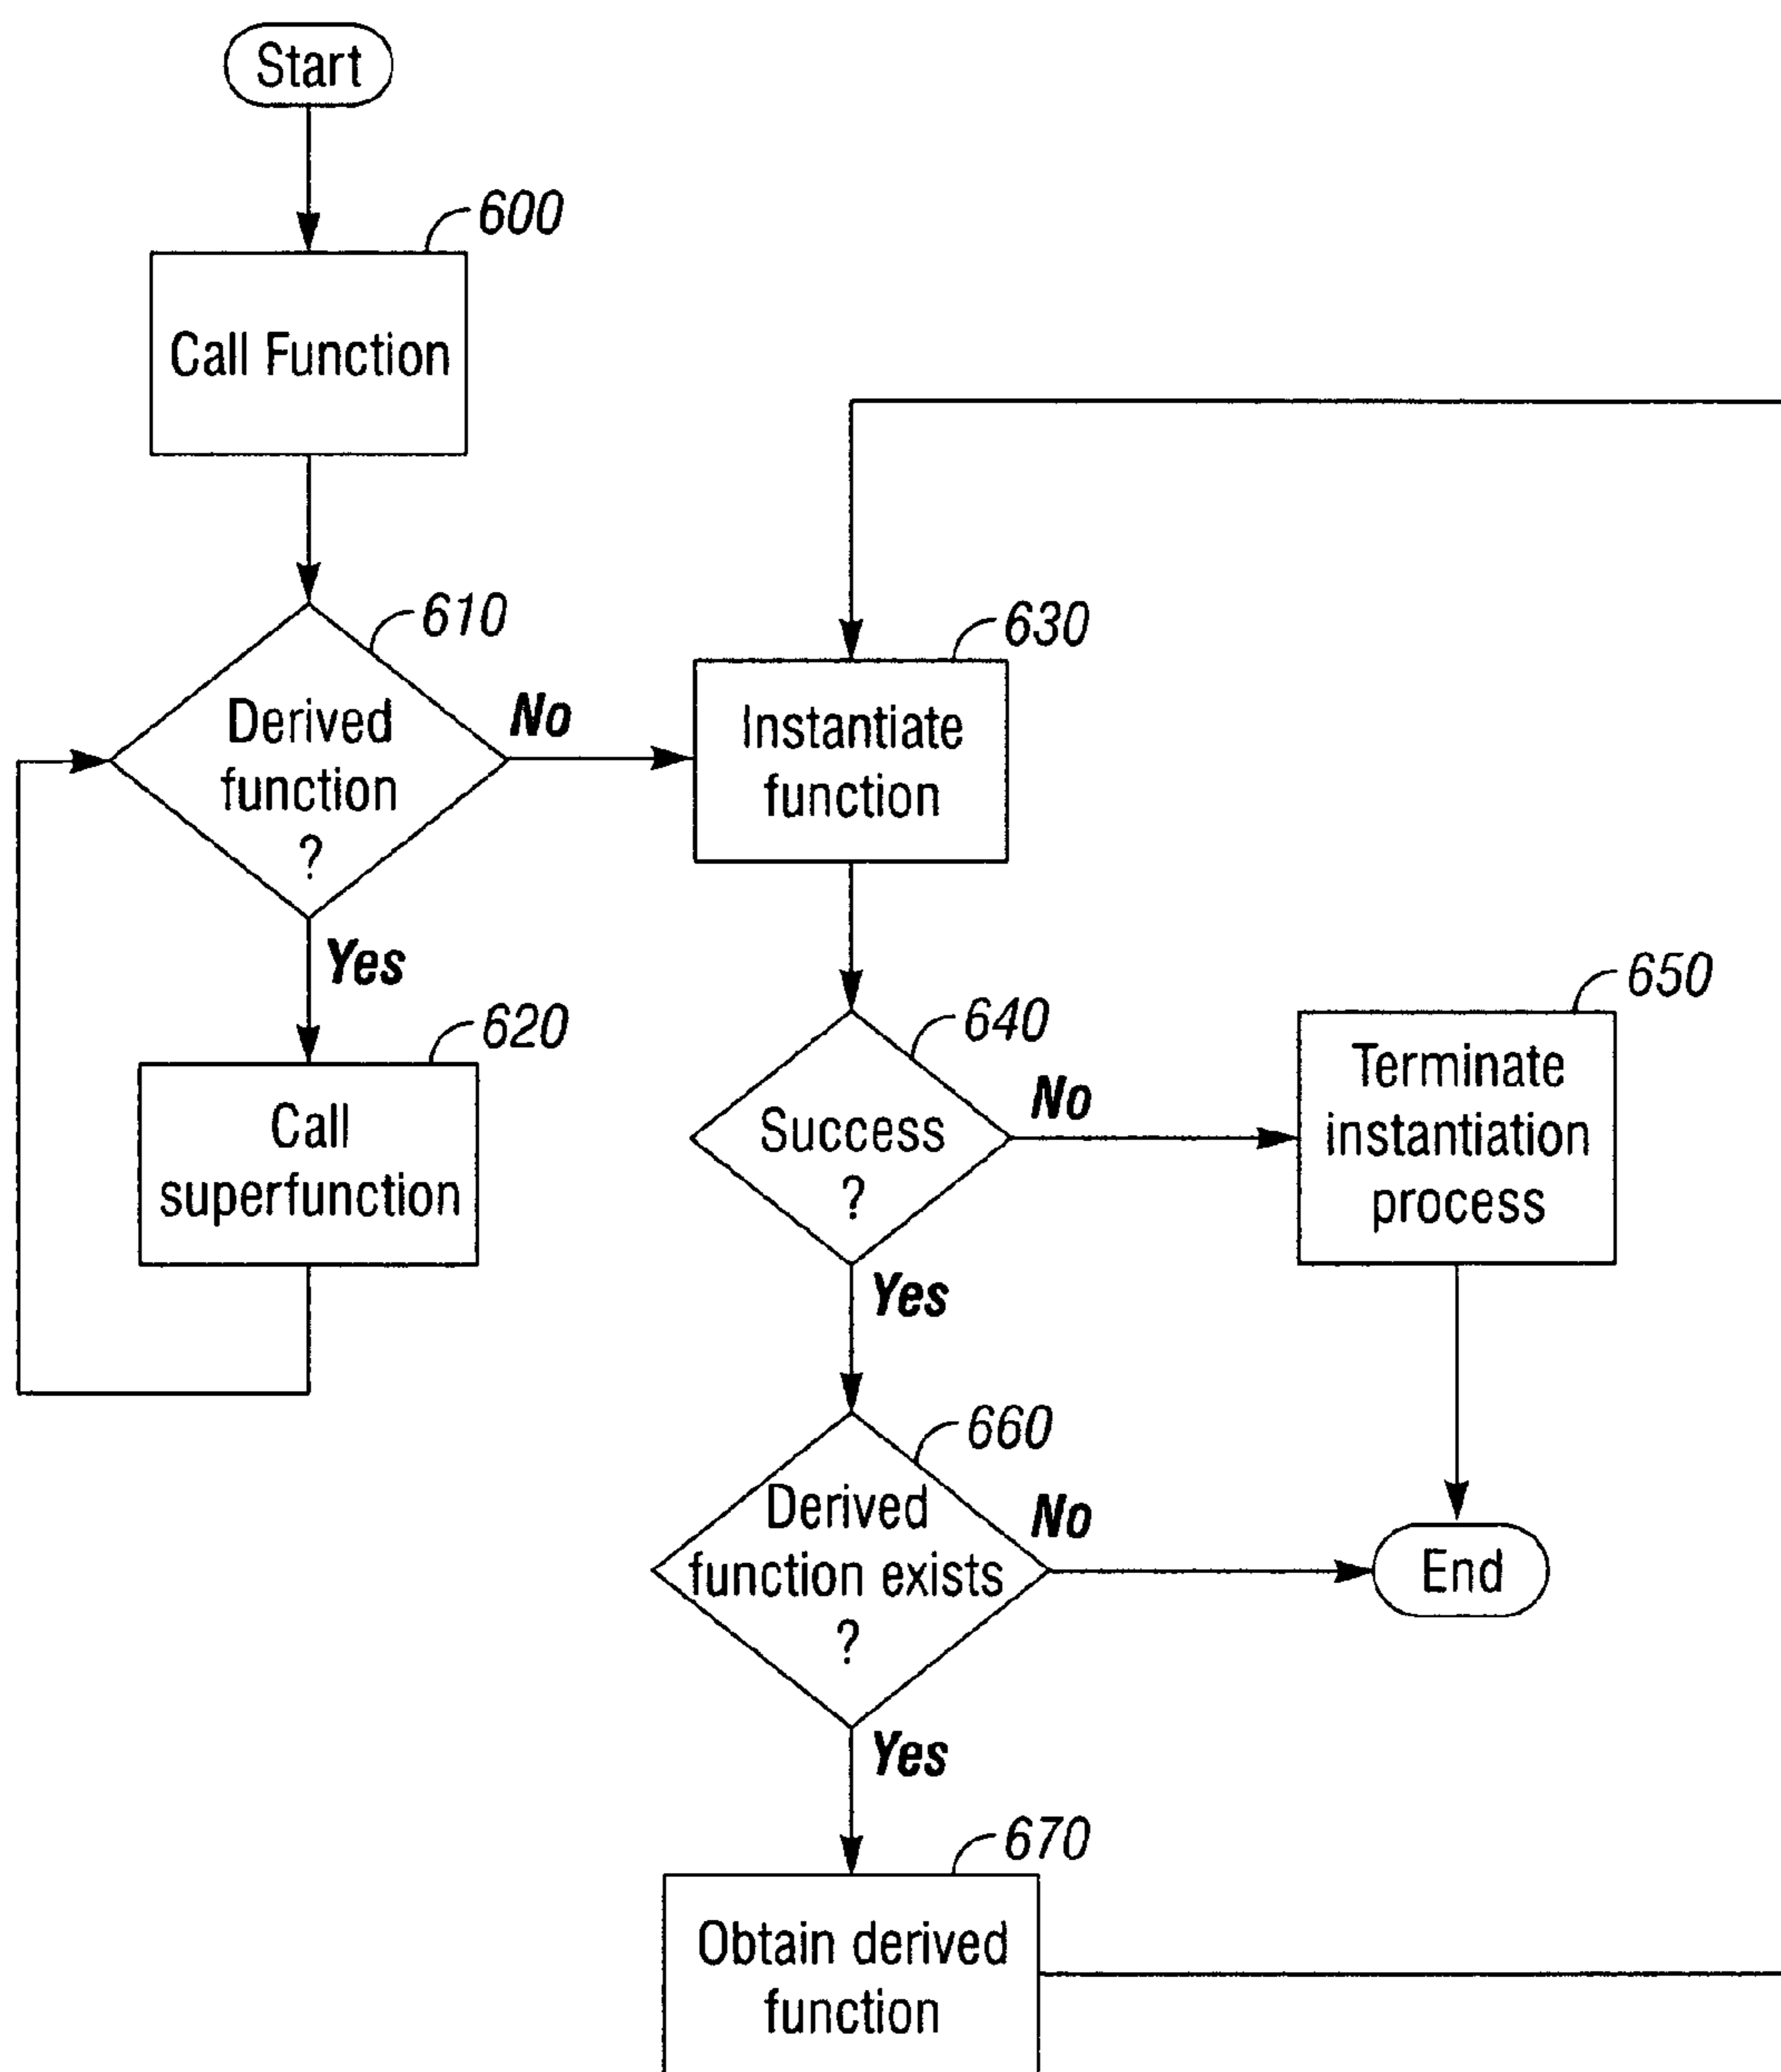 Start
600
Call Function
610
Derived
function
?
No
Yes
620
Call
superfunction
630
Instantiate
function
640
Success
?
No
Yes
650
Terminate
instantiation
process
660
Derived
function exists
?
No
Yes
End
670
Obtain derived
function